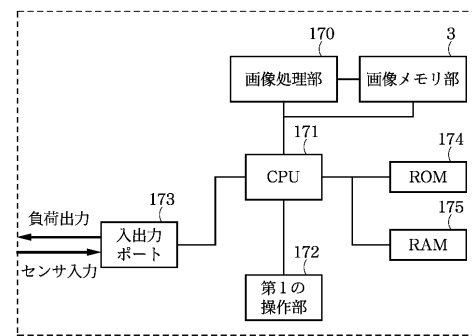 170
3
画像処理部
画像メモリ部
171
CPU
174
ROM
173
負荷出力
入出力
ポート
センサ入力
175
RAM
172
第1の
操作部